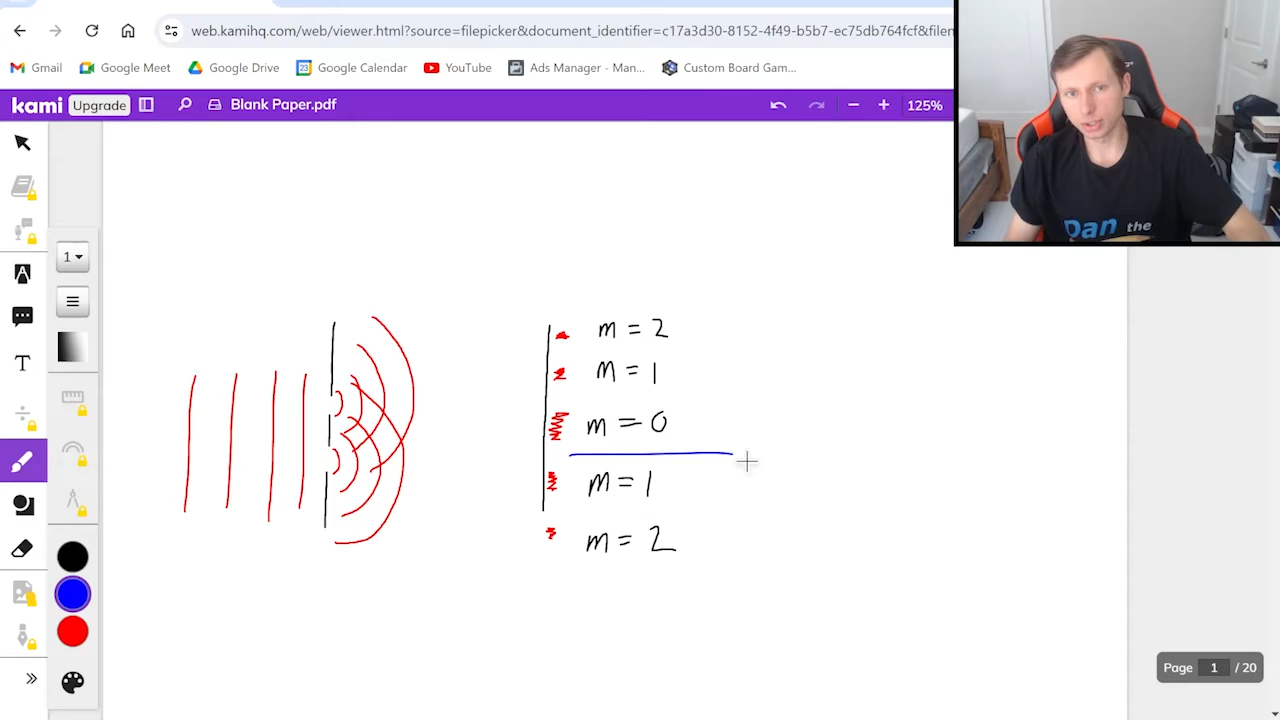 web.kamihq.com/web/viewer.html?source=filepicker&document_identifier=c17a3d30-8152-4f49-b5b7-ec75db764fcf&filen
Gmail Google Meet Google Drive 23 Google Calendar YouTube Ads Manager - Man... Custom Board Gam...
kami Upgrade Blank Paper.pdf 125%
Dan the
1
A
T
m = 2
m = 1
m = 0
m = 1
m = 2
Page 1 / 20